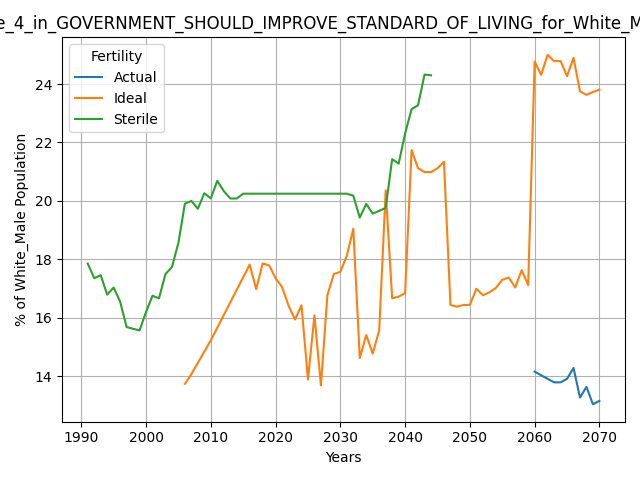 e_4_in_GOVERNMENT_SHOULD_IMPROVE_STANDARD_OF_LIVING_for_White_M
Fertility
Actual
Ideal
Sterile
% of White_Male Population
24
22
20
18
16
14
1990 2000 2010 2020 2030 2040 2050 2060 2070
Years